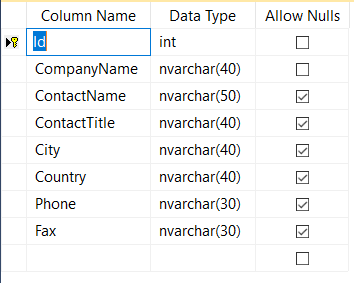 Column Name Data Type Allow Nulls
Id int
CompanyName nvarchar(40)
ContactName nvarchar(50)
ContactTitle nvarchar(40)
City nvarchar(40)
Country nvarchar(40)
Phone nvarchar(30)
Fax nvarchar(30)